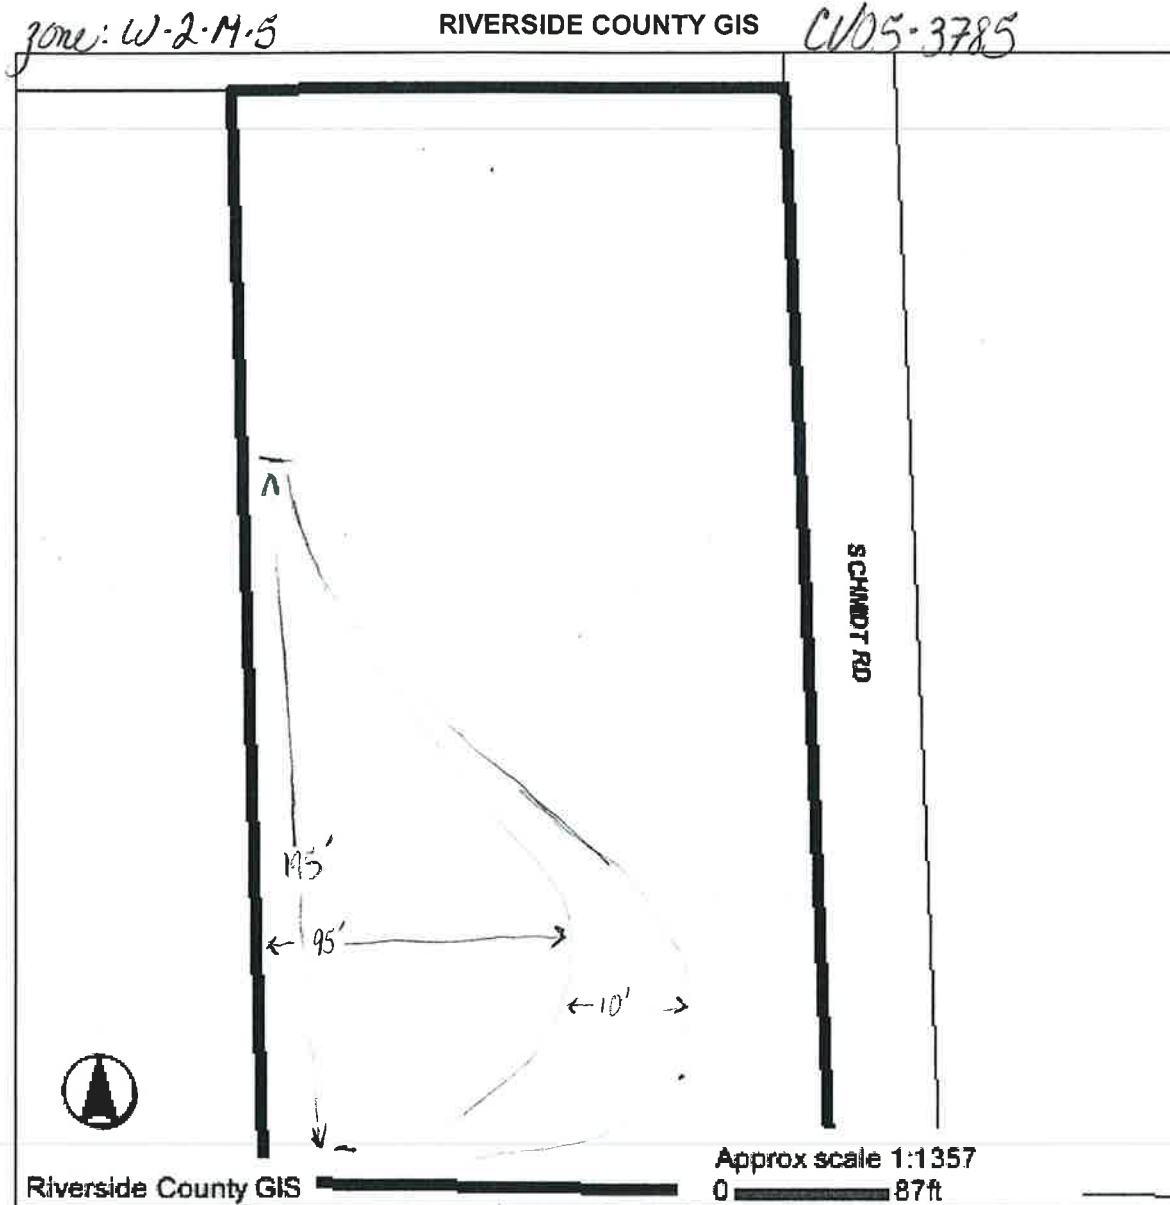 zone: W-2-M-5
RIVERSIDE COUNTY GIS
CV05-3785
SCHMIDT RD
195'
95'
10'
Approx scale 1:1357
Riverside County GIS
0 87ft